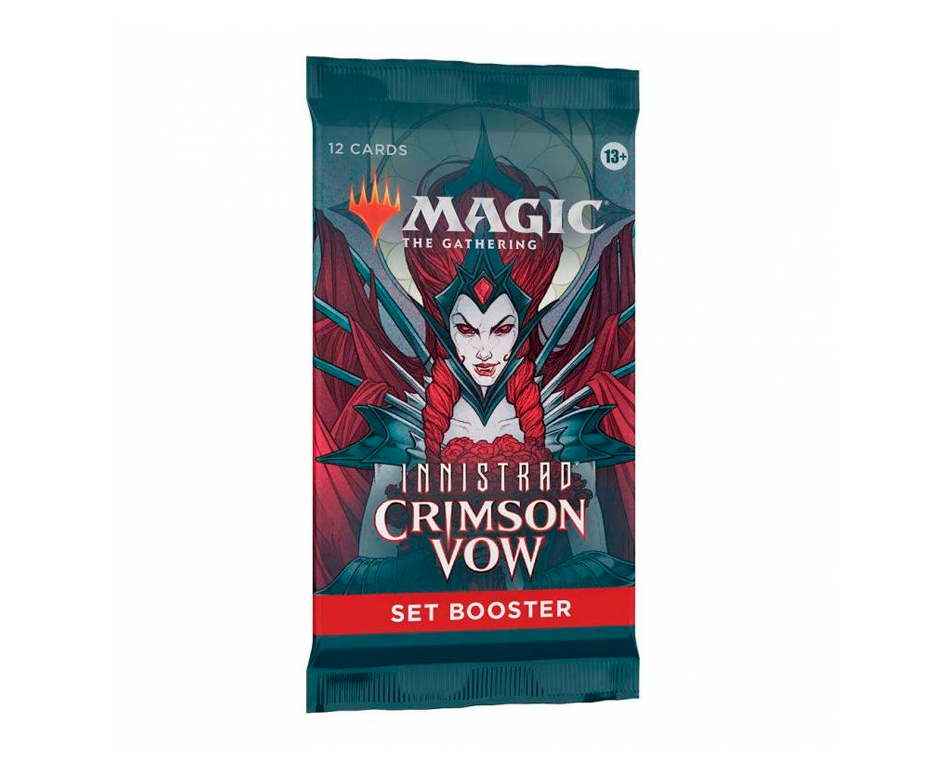 12 CARDS
13+
MAGIC
THE GATHERING
INNISTRAD
CRIMSON
VOW
SET BOOSTER